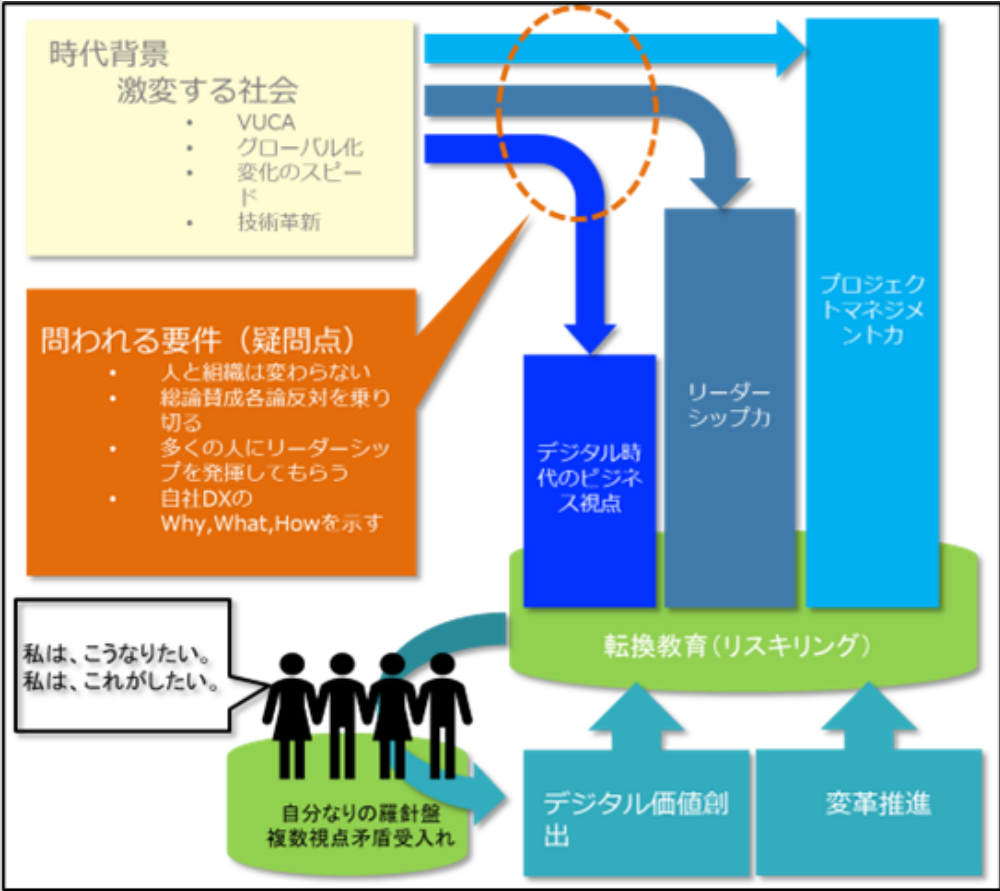 時代背景
激変する社会
• VUCA
• グローバル化
• 変化のスピー
ド
• 技術革新
問われる要件（疑問点）
• 人と組織は変わらない
• 総論賛成各論反対を乗り
切る
• 多くの人にリーダーシッ
プを発揮してもらう
• 自社DXの
Why,What,Howを示す
デジタル時
代のビジネ
ス視点
リーダー
シップ力
プロジェク
トマネジメ
ント力
転換教育（リスキリング）
私は、こうなりたい。
私は、これがしたい。
自分なりの羅針盤
複数視点矛盾受入れ
デジタル価値創
出
変革推進